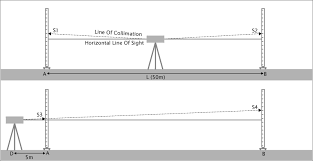 S1
S2
Line Of Collimation
Horizontal Line Of Sight
A
B
L (50m)
S3
S4
D
A
B
5m